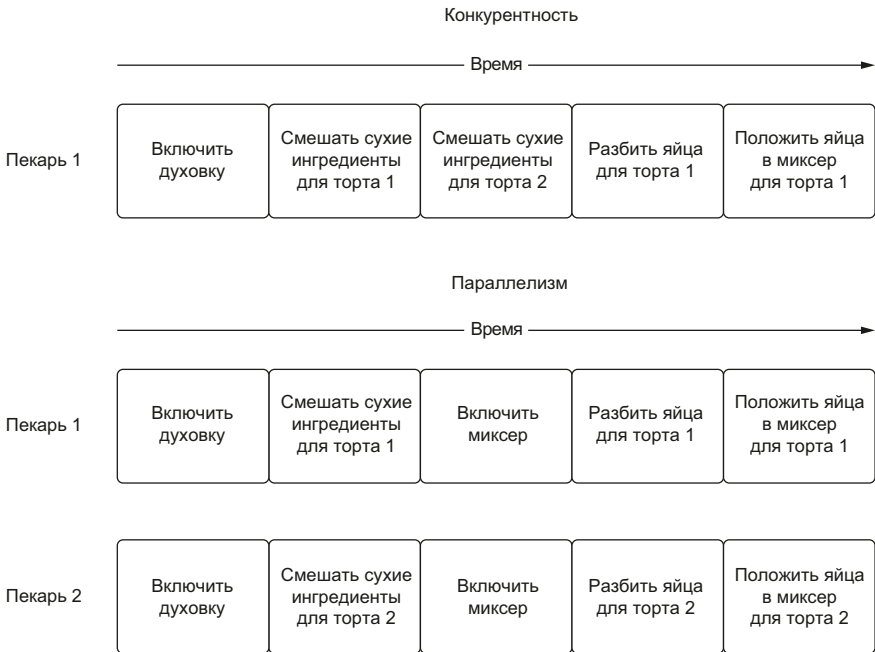 Конкурентность
Время
Пекарь 1
Включить
духовку
Смешать сухие
ингредиенты
для торта 1
Смешать сухие
ингредиенты
для торта 2
Разбить яйца
для торта 1
Положить яйца
в миксер
для торта 1
Параллелизм
Время
Пекарь 1
Включить
духовку
Смешать сухие
ингредиенты
для торта 1
Включить
миксер
Разбить яйца
для торта 1
Положить яйца
в миксер
для торта 1
Пекарь 2
Включить
духовку
Смешать сухие
ингредиенты
для торта 2
Включить
миксер
Разбить яйца
для торта 2
Положить яйца
в миксер
для торта 2